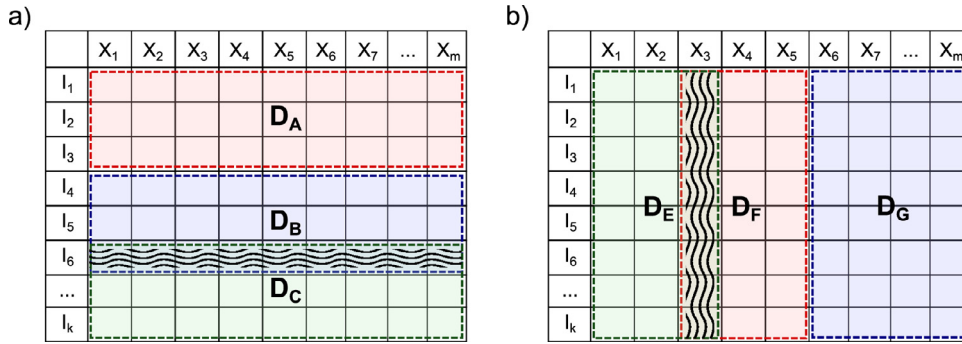 a)
X1 X2 X3 X4 X5 X6 X7 ... Xm
I1
I2
DA
I3
I4
I5
DB
I6
...
DC
Ik
b)
X1 X2 X3 X4 X5 X6 X7 ... Xm
I1
I2
I3
I4
I5
DE DF DG
I6
...
Ik